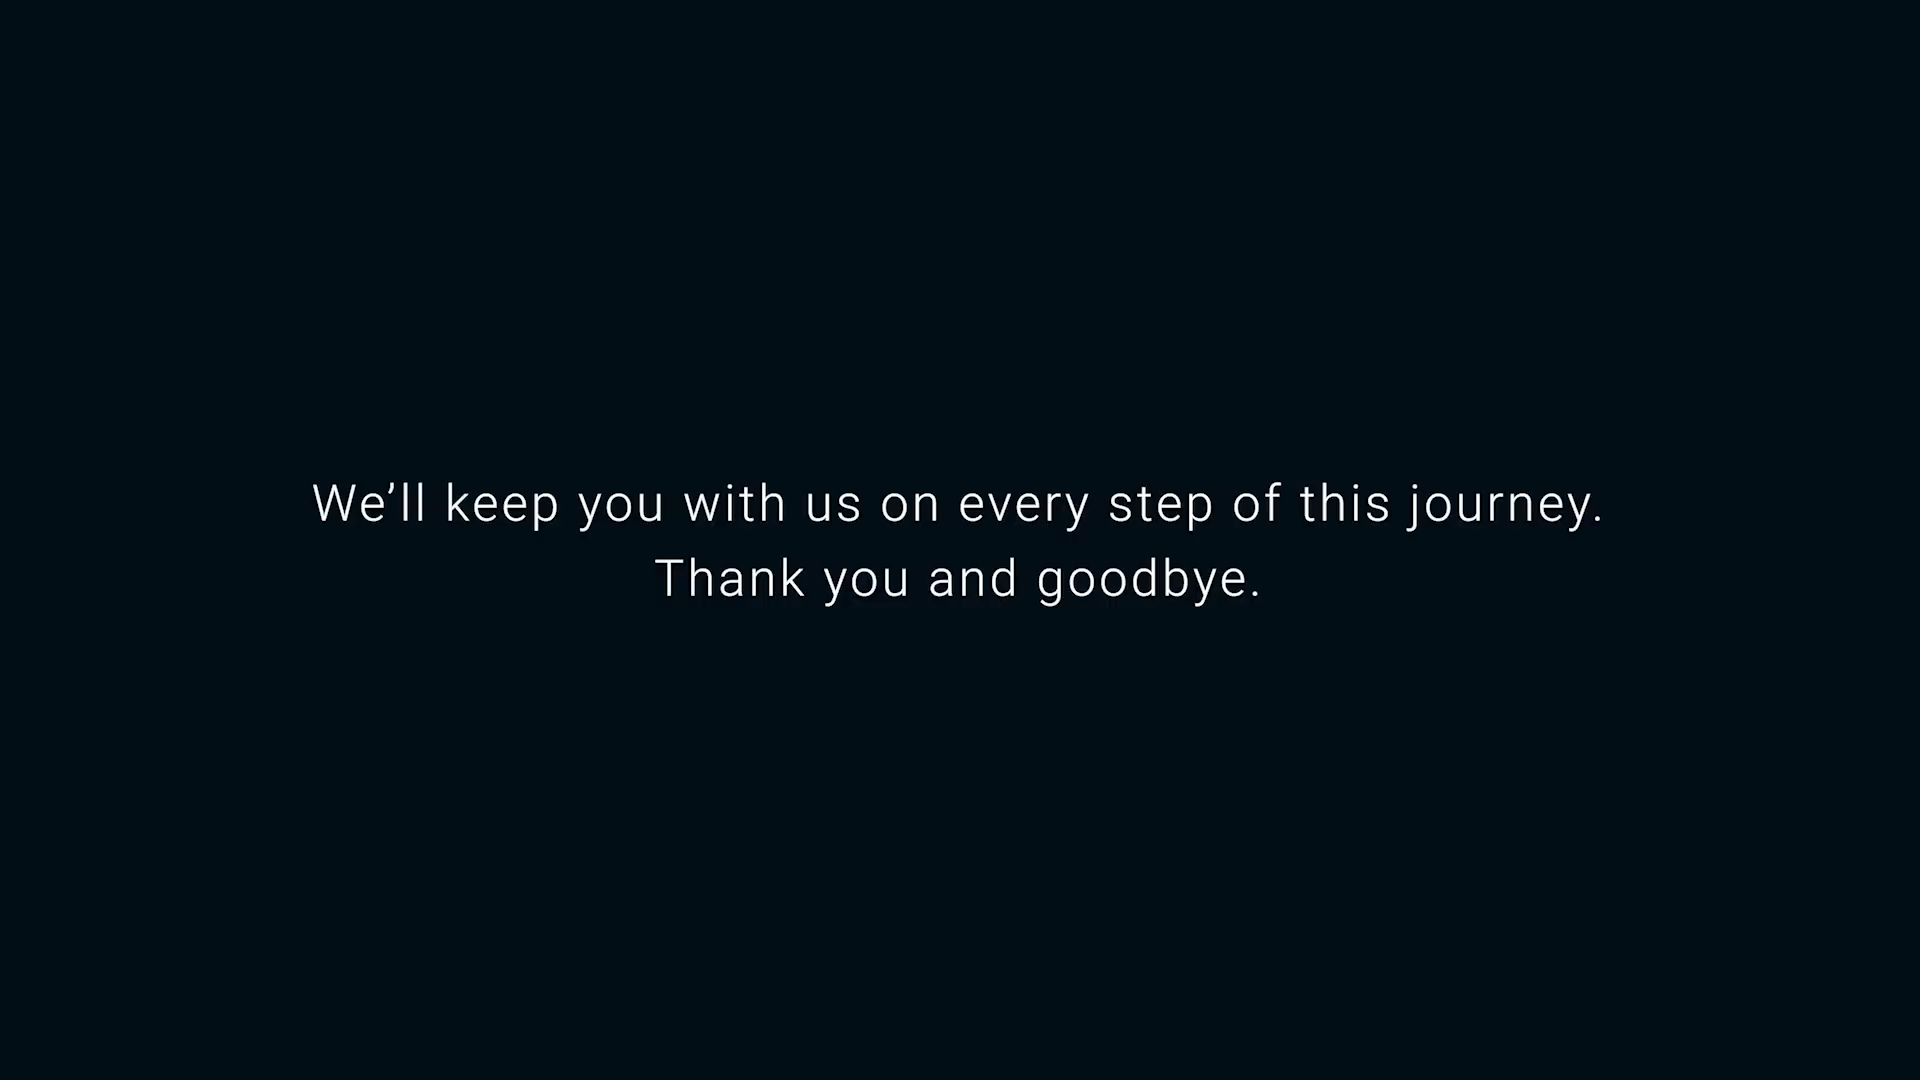 We’ll keep you with us on every step of this journey.
Thank you and goodbye.